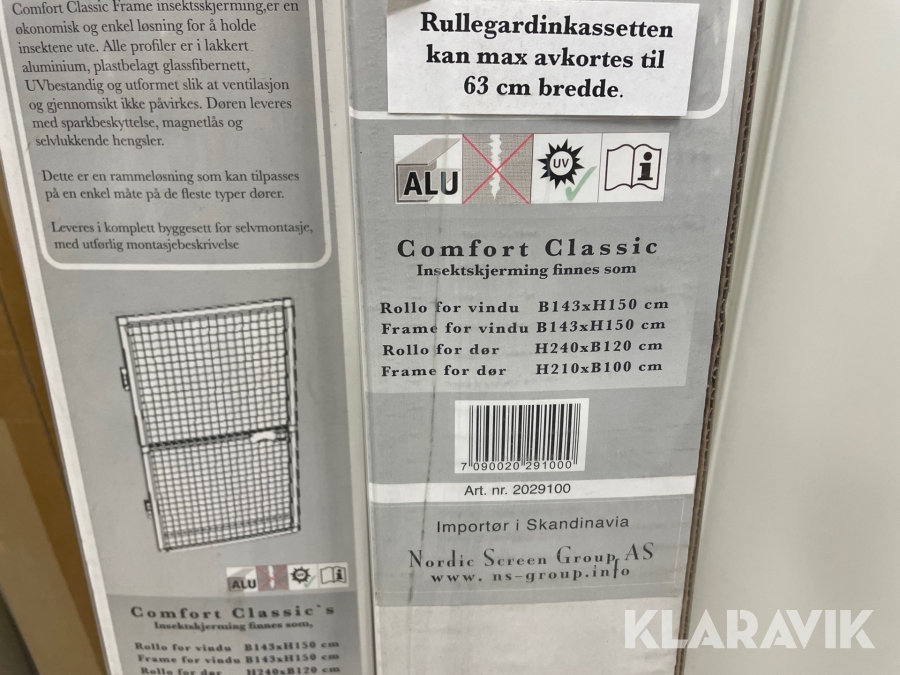 Comfort Classic Frame insektsskjerming,er en
økonomisk og enkel løsning for å holde
insektene ute. Alle profiler er i lakkert
aluminium, plastbelagt glassfibernett,
UVbestandig og utformet slik at ventilasjon
og gjennomsikt ikke påvirkes. Døren leveres
med sparkbeskyttelse, magnetlås og
selvlukkende hengsler.
Dette er en rammeløsning som kan tilpasses
på en enkel måte på de fleste typer dører.
Leveres i komplett byggesett for selvmontasje,
med utførlig montasjebeskrivelse
ALU
UV
i
Comfort Classic`s
Insektskjerming finnes som,
Rollo for vindu B143xH150 cm
Frame for vindu B143xH150 cm
Rollo for dør H240xB120 cm
Rullegardinkassetten
kan max avkortes til
63 cm bredde.
ALU
UV
i
Comfort Classic
Insektskjerming finnes som
Rollo for vindu B143xH150 cm
Frame for vindu B143xH150 cm
Rollo for dør H240xB120 cm
Frame for dør H210xB100 cm
7 090020 291000
Art. nr. 2029100
Importør i Skandinavia
Nordic Screen Group AS
www. ns-group.info
KLARAVIK